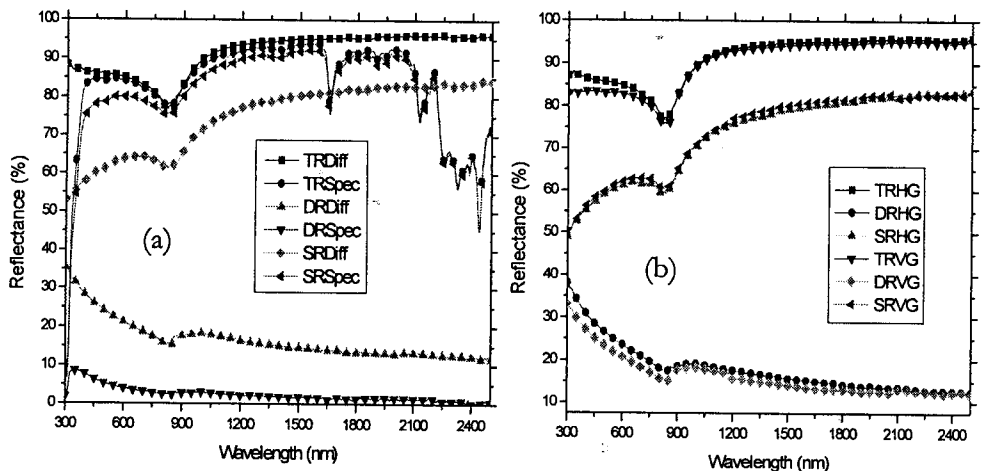 Reflectance (%)
100
90
80
70
60
50
40
30
20
10
0
(a)
TRDiff
TRSpec
DRDiff
DRSpec
SRDiff
SRSpec
300
600
900
1200
1500
1800
2100
2400
Wavelength (nm)
Reflectance (%)
100
90
80
70
60
50
40
30
20
10
(b)
TRHG
DRHG
SRHG
TRVG
DRVG
SRVG
300
600
900
1200
1500
1800
2100
2400
Wavelength (nm)